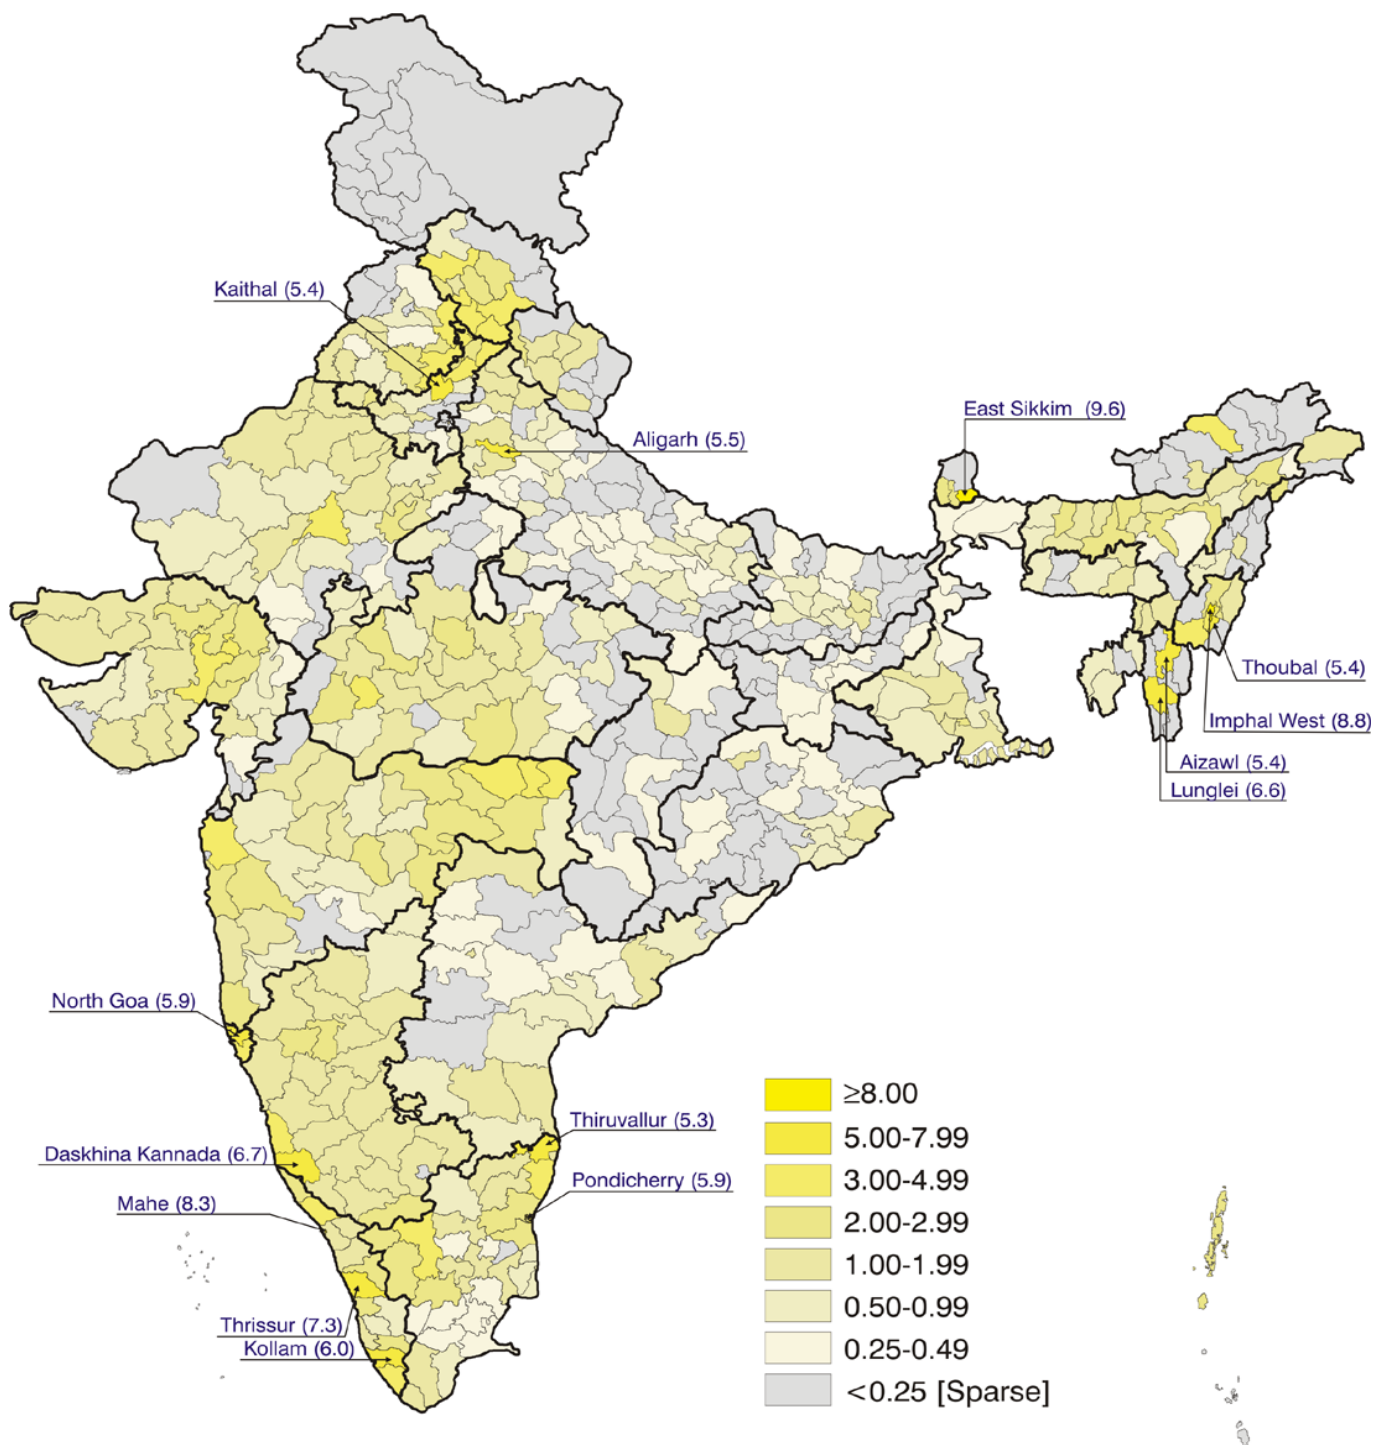 Kaithal (5.4)
East Sikkim (9.6)
Aligarh (5.5)
Thoubal (5.4)
Imphal West (8.8)
Aizawl (5.4)
Lunglei (6.6)
North Goa (5.9)
Thiruvallur (5.3)
Daskhina Kannada (6.7)
Pondicherry (5.9)
Mahe (8.3)
Thrissur (7.3)
Kollam (6.0)
≥8.00
5.00-7.99
3.00-4.99
2.00-2.99
1.00-1.99
0.50-0.99
0.25-0.49
<0.25 [Sparse]